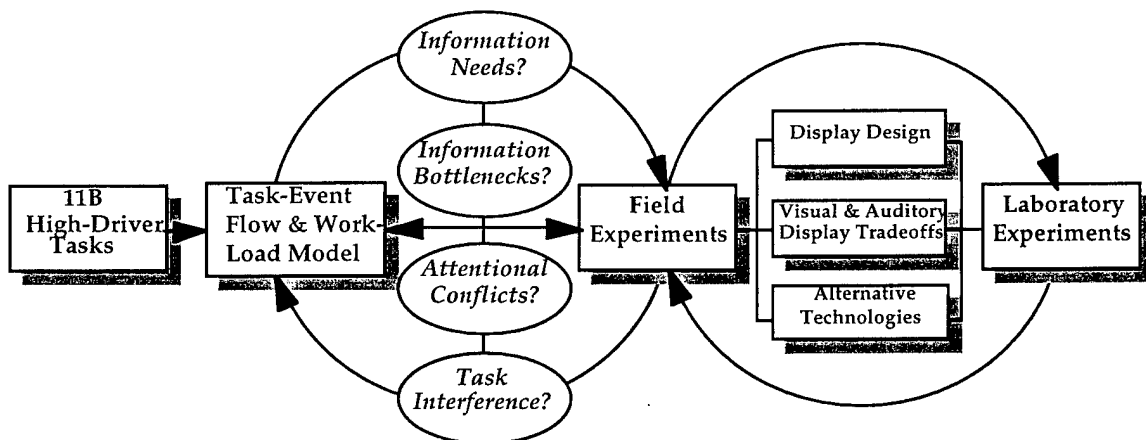 11B
High-Driver
Tasks
Task-Event
Flow & Work-
Load Model
Information
Needs?
Information
Bottlenecks?
Attentional
Conflicts?
Task
Interference?
Field
Experiments
Display Design
Visual & Auditory
Display Tradeoffs
Alternative
Technologies
Laboratory
Experiments